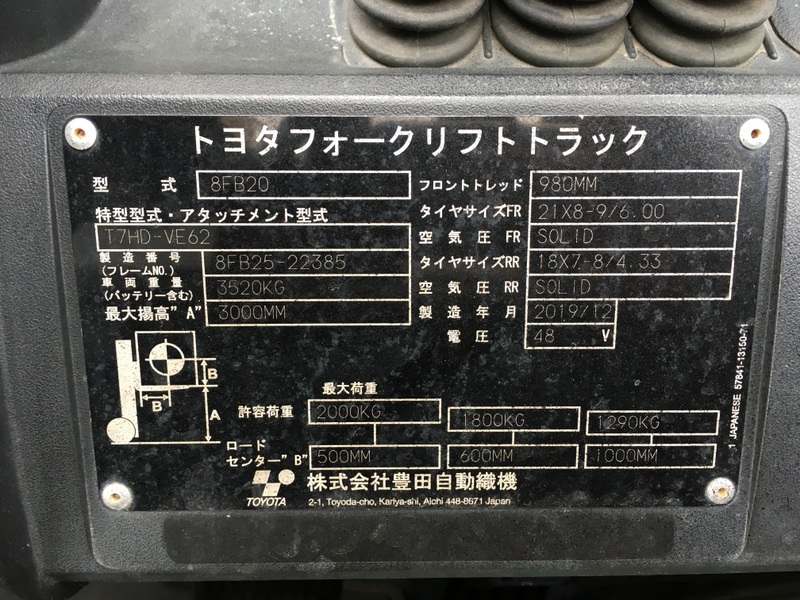 トヨタフォークリフトトラック
型式 8FB20
特型型式・アタッチメント型式
T7HD-VE62
製造番号(フレームNO.) 8FB25-22385
車両重量(バッテリー含む) 3520KG
最大揚高"A" 3000MM
フロントトレッド 980MM
タイヤサイズFR 21X8-9/6.00
空気圧 FR SOLID
タイヤサイズRR 18X7-8/4.33
空気圧 RR SOLID
製造年月 2019/12
電圧 48 V
B
B
A
最大荷重
許容荷重 2000KG 1800KG 1290KG
ロードセンター"B" 500MM 600MM 1000MM
TOYOTA 株式会社豊田自動織機
2-1, Toyoda-cho, Kariya-shi, Aichi 448-8671 Japan
1 JAPANESE 57841-13150-71